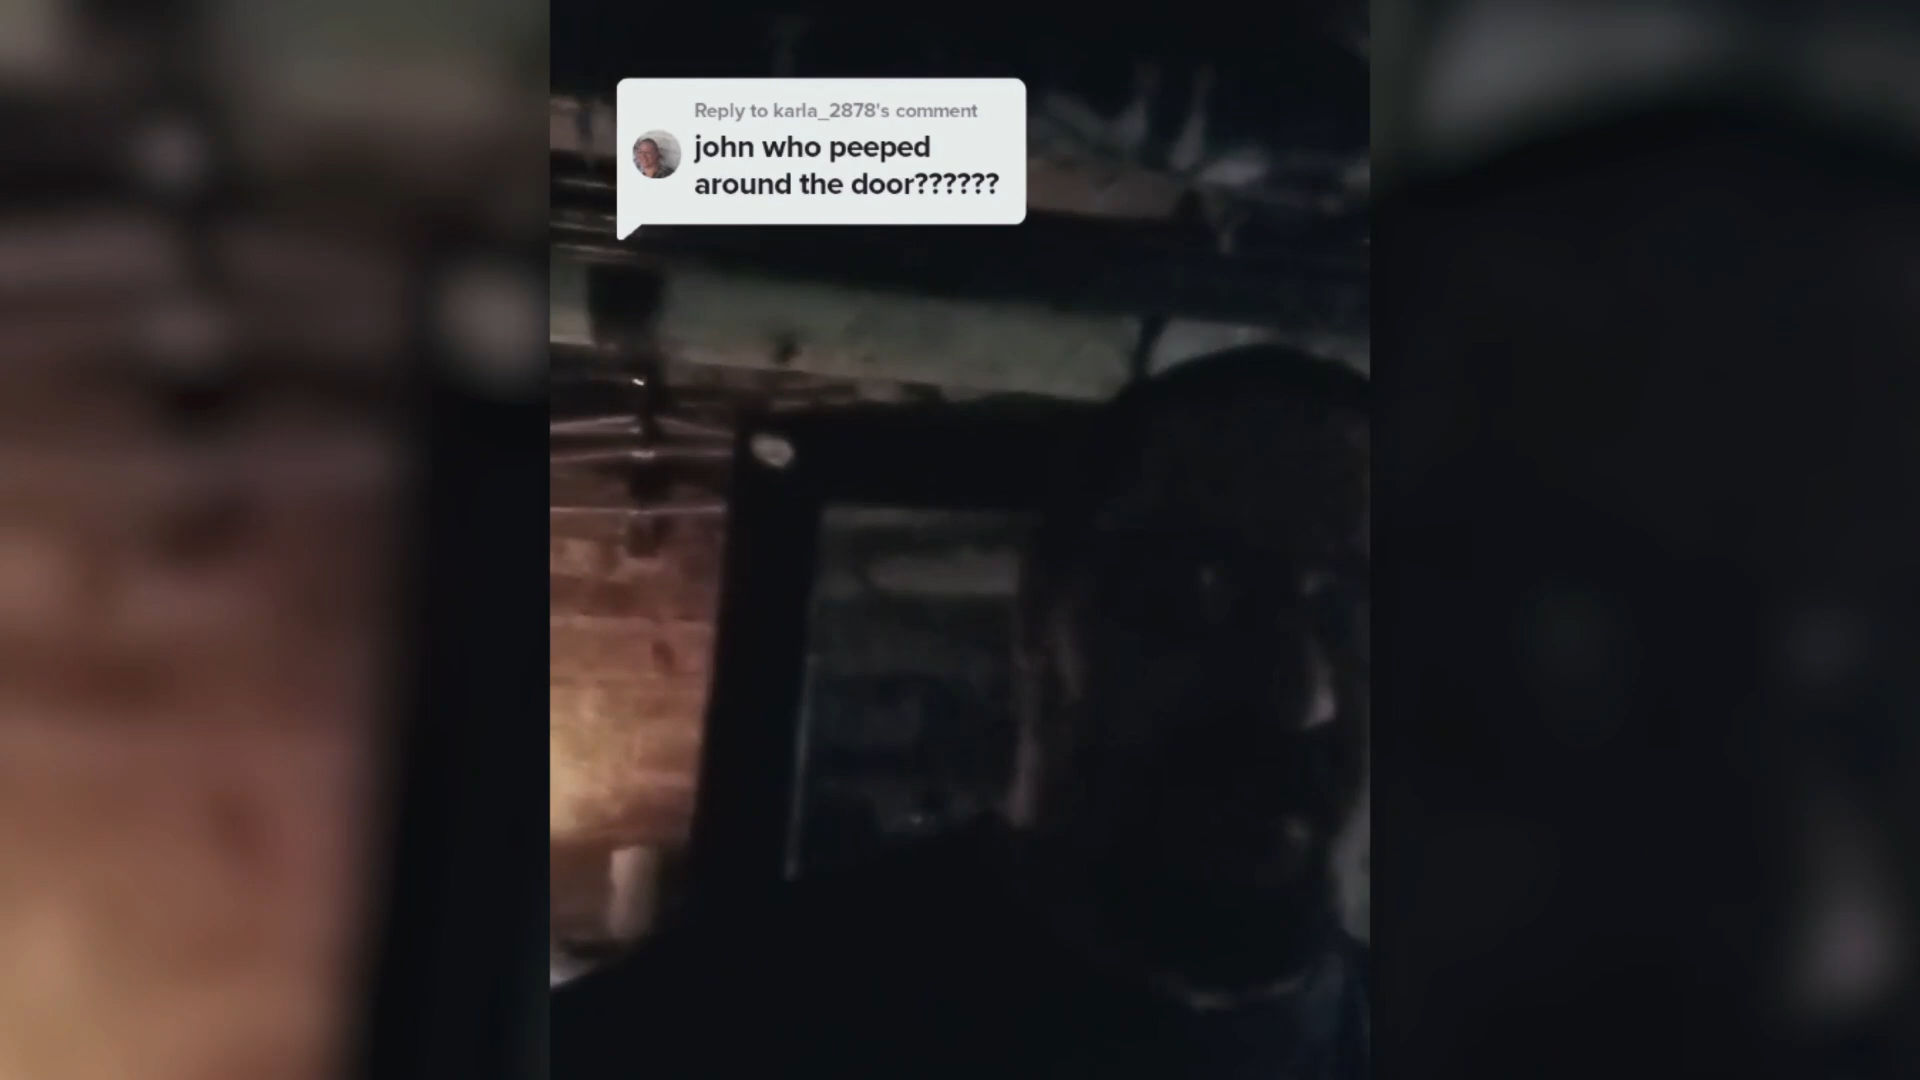 Reply to karla_2878's comment
john who peeped
around the door??????